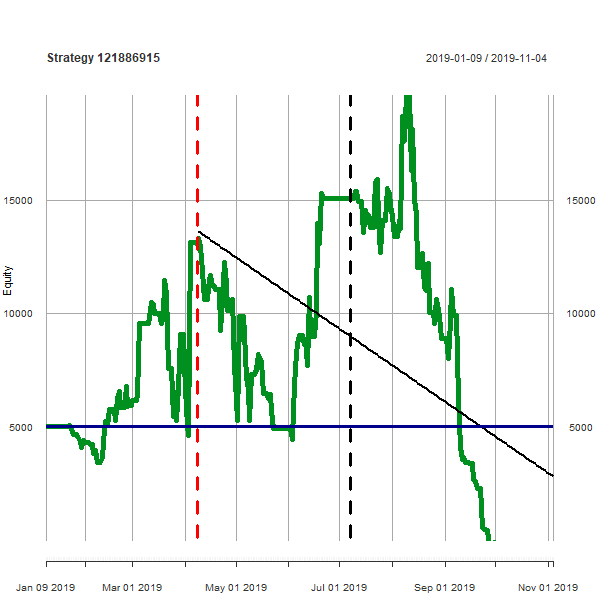 Strategy 121886915
2019-01-09 / 2019-11-04
15000
15000
Equity
10000
10000
5000
5000
Jan 09 2019
Mar 01 2019
May 01 2019
Jul 01 2019
Sep 01 2019
Nov 01 2019